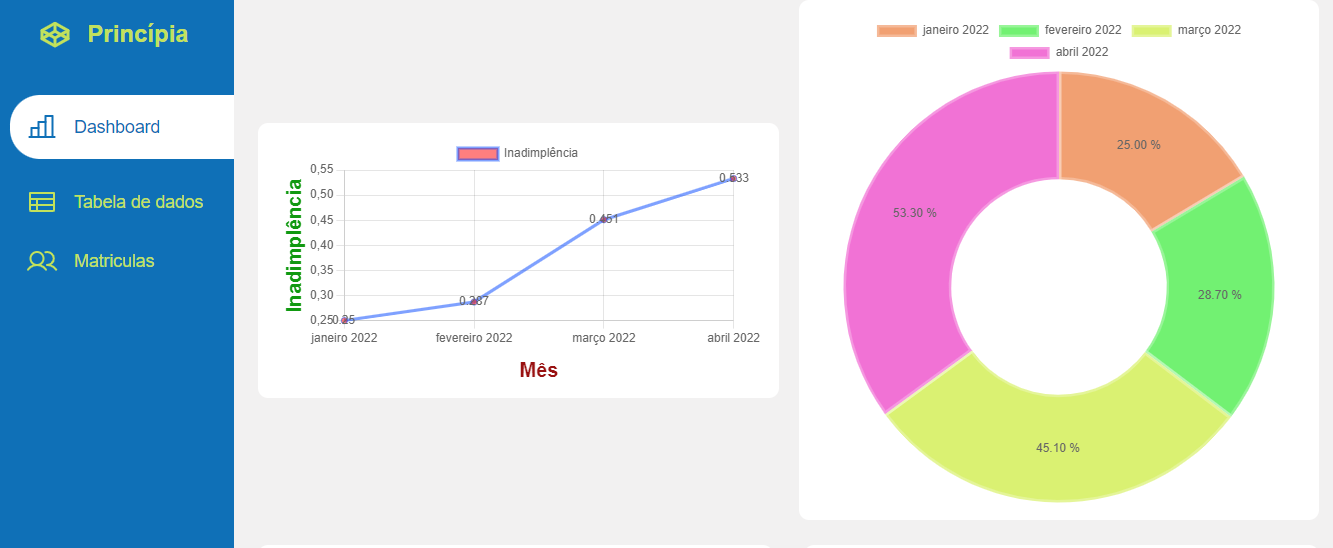 Princípia
Dashboard
Tabela de dados
Matriculas
Inadimplência
Inadimplência
0,55
0,50
0,45
0,40
0,35
0,30
0,25
0.25
0.287
0.451
0.533
janeiro 2022
fevereiro 2022
março 2022
abril 2022
Mês
janeiro 2022 fevereiro 2022 março 2022
abril 2022
25.00 %
53.30 %
28.70 %
45.10 %